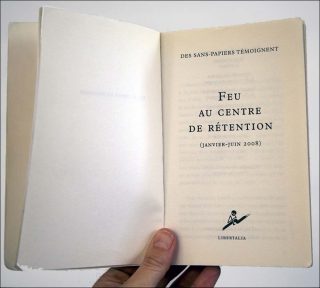 DES SANS-PAPIERS TÉMOIGNENT
FEU
AU CENTRE
DE RÉTENTION
(JANVIER-JUIN 2008)
LIBERTALIA